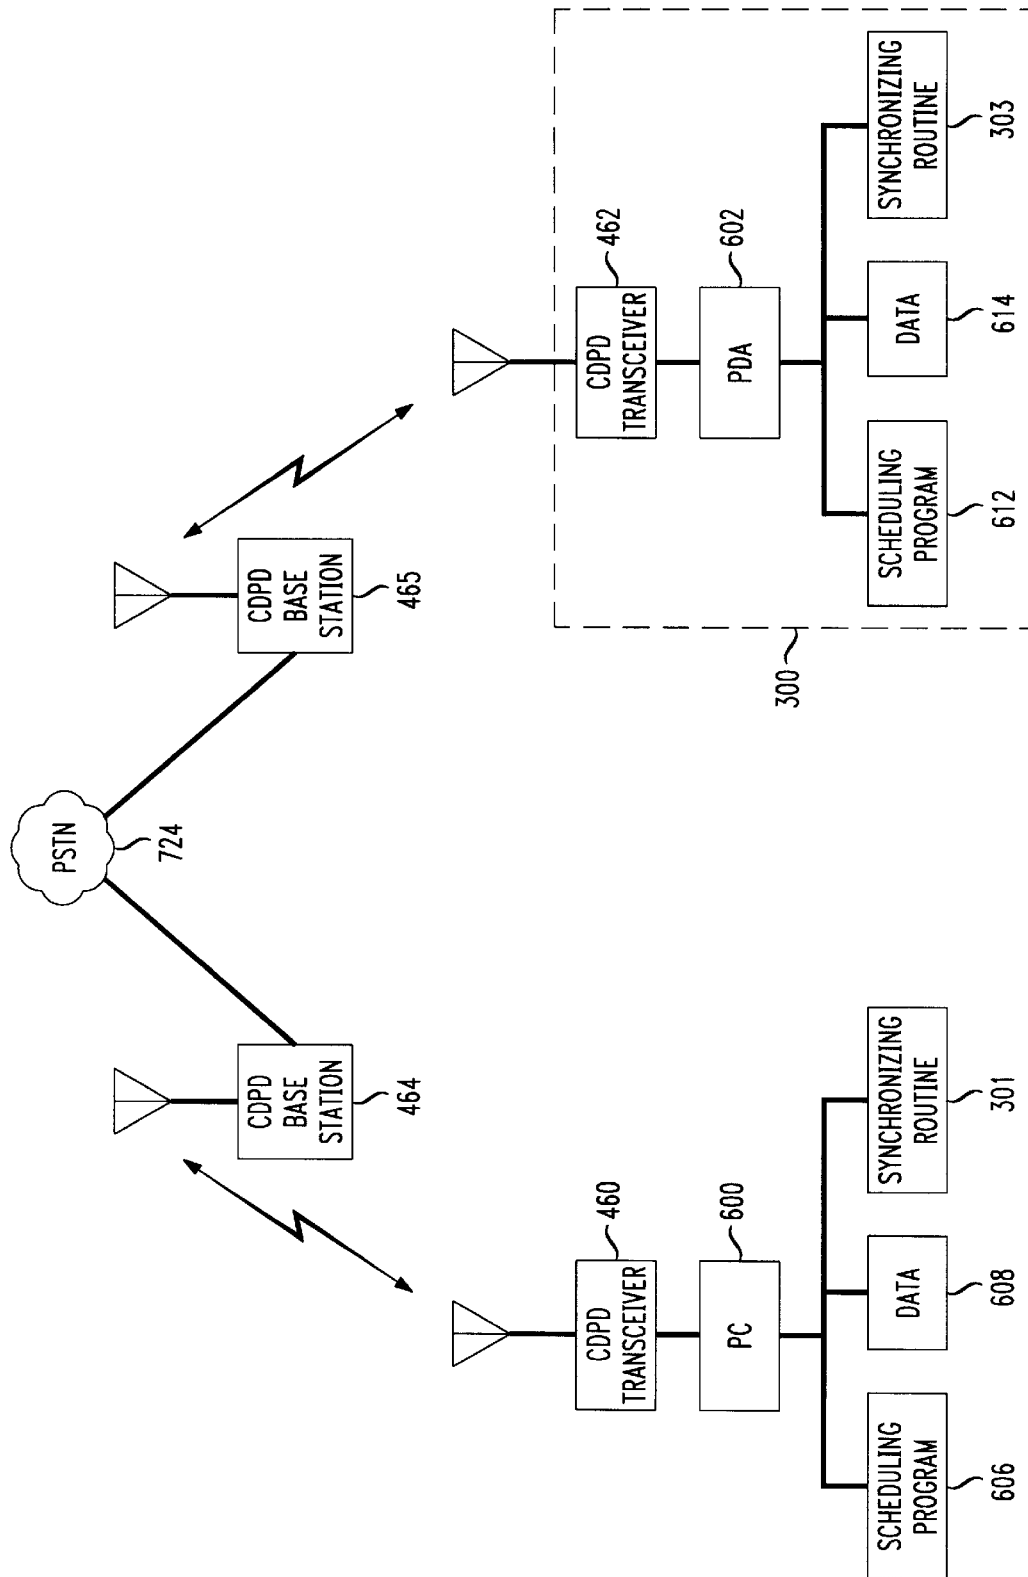 PSTN
724
CDPD
BASE
STATION
464
CDPD
BASE
STATION
465
CDPD
TRANSCEIVER
460
PC
600
SCHEDULING
PROGRAM
606
DATA
608
SYNCHRONIZING
ROUTINE
301
CDPD
TRANSCEIVER
462
PDA
602
SCHEDULING
PROGRAM
612
DATA
614
SYNCHRONIZING
ROUTINE
303
300